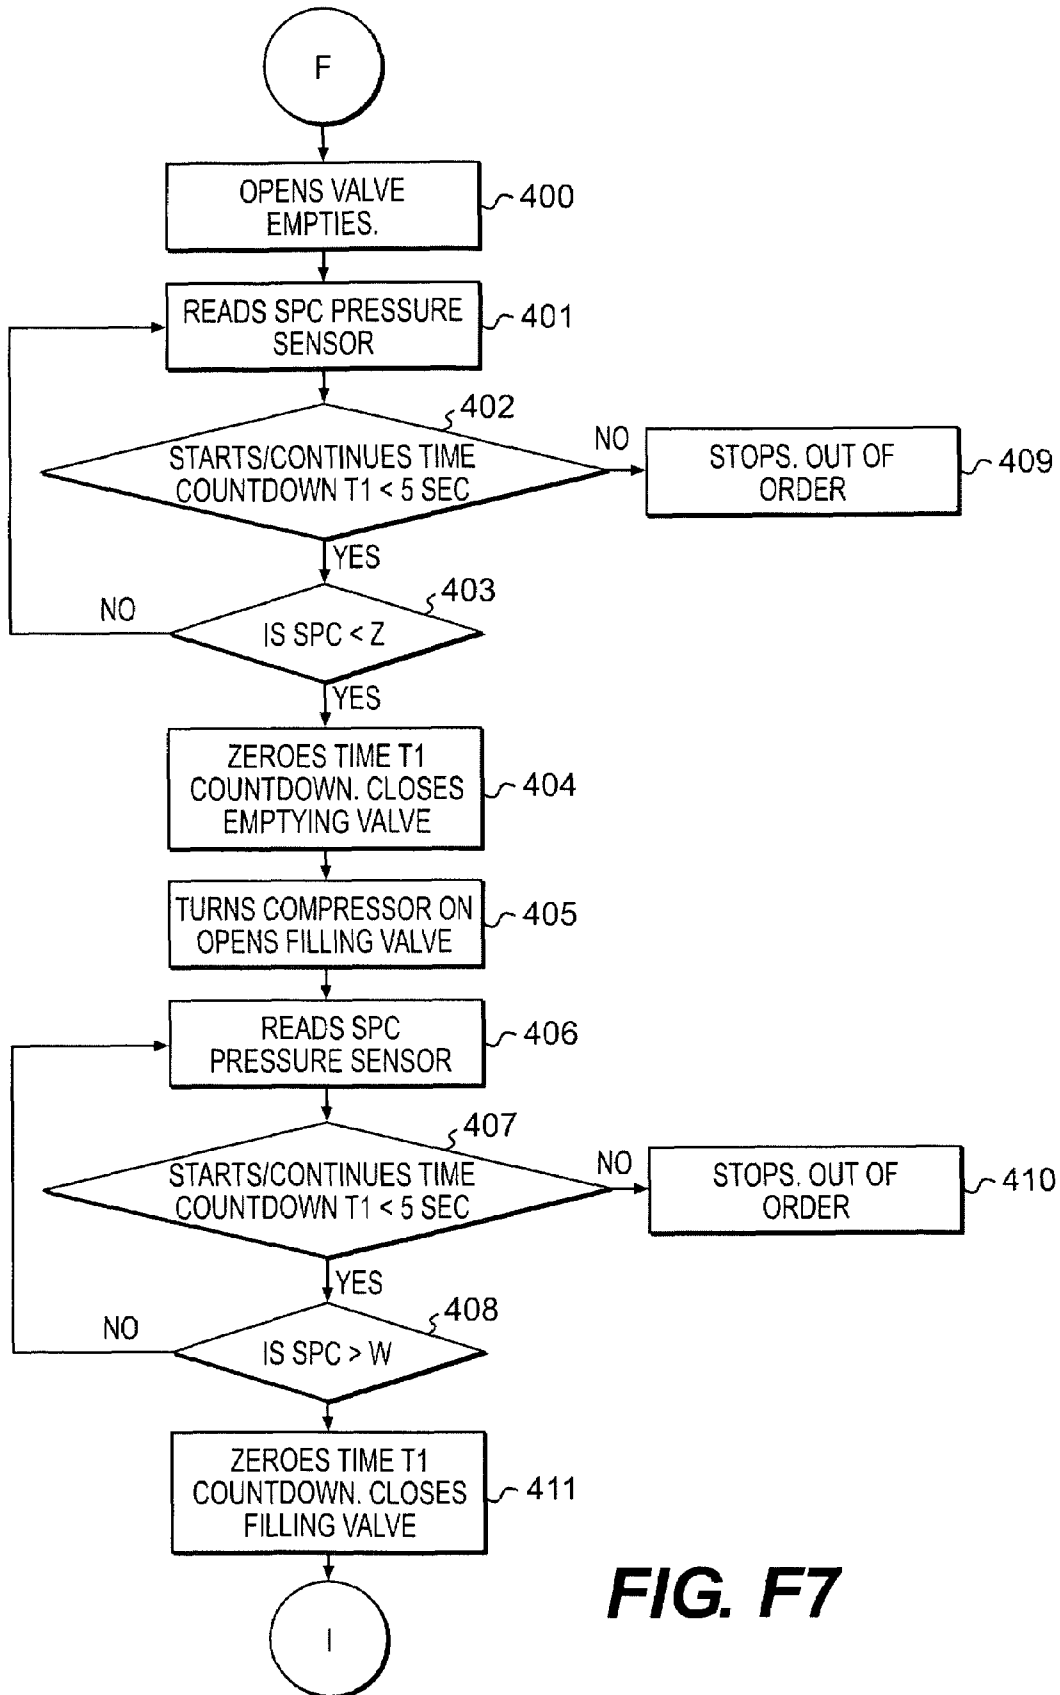 F
OPENS VALVE
EMPTIES.
400
READS SPC PRESSURE
SENSOR
401
402
STARTS/CONTINUES TIME
COUNTDOWN T1 < 5 SEC
NO
STOPS. OUT OF
ORDER
409
YES
403
NO
IS SPC < Z
YES
ZEROES TIME T1
COUNTDOWN. CLOSES
EMPTYING VALVE
404
TURNS COMPRESSOR ON
OPENS FILLING VALVE
405
READS SPC
PRESSURE SENSOR
406
407
STARTS/CONTINUES TIME
COUNTDOWN T1 < 5 SEC
NO
STOPS. OUT OF
ORDER
410
YES
408
NO
IS SPC > W
ZEROES TIME T1
COUNTDOWN. CLOSES
FILLING VALVE
411
I
FIG. F7